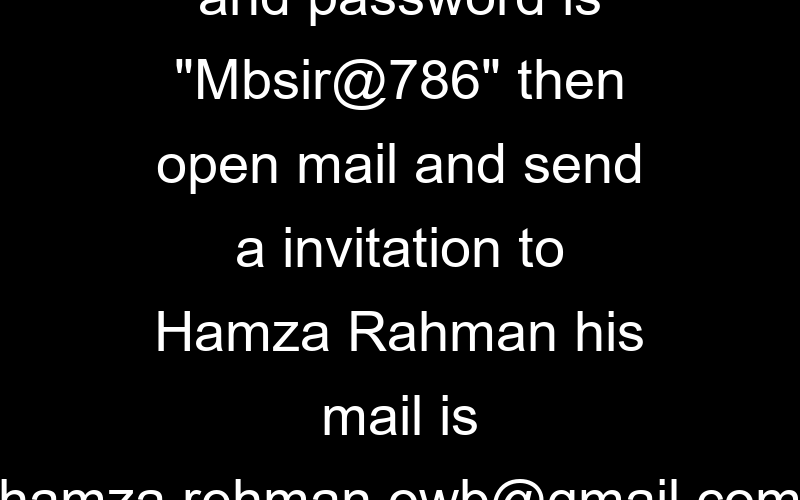 and password is
"Mbsir@786" then
open mail and send
a invitation to
Hamza Rahman his
mail is